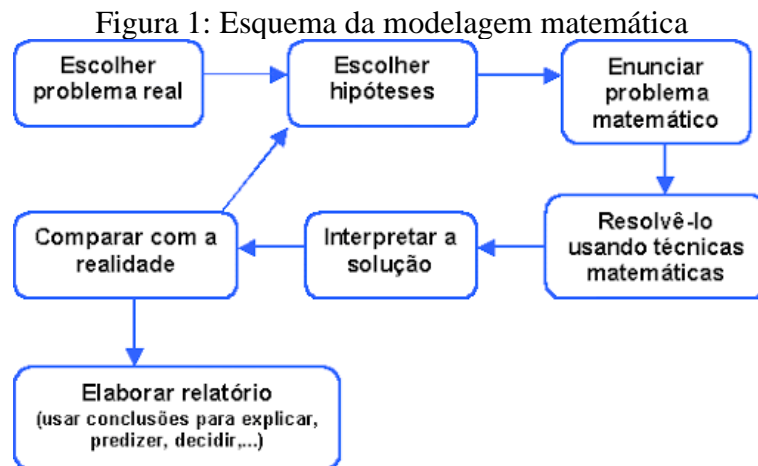 Figura 1: Esquema da modelagem matemática
Escolher
problema real
Escolher
hipóteses
Enunciar
problema
matemático
Resolvê-lo
usando técnicas
matemáticas
Interpretar a
solução
Comparar com a
realidade
Elaborar relatório
(usar conclusões para explicar,
predizer, decidir,...)